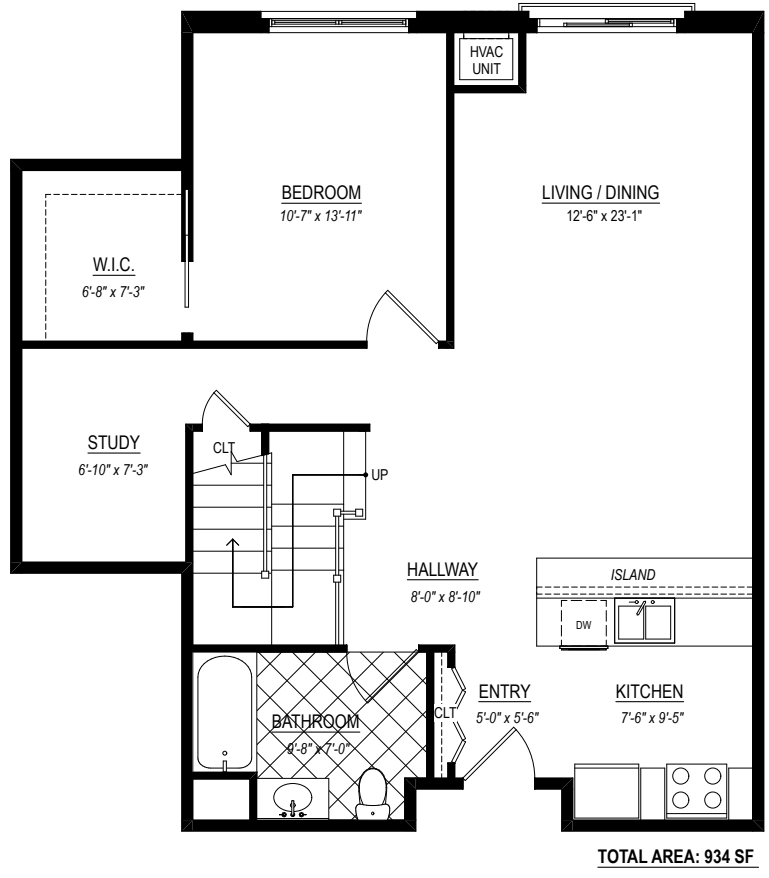 HVAC
UNIT
BEDROOM
10'-7" x 13'-11"
LIVING / DINING
12'-6" x 23'-1"
W.I.C.
6'-8" x 7'-3"
STUDY
6'-10" x 7'-3"
CLT
UP
HALLWAY
8'-0" x 8'-10"
ISLAND
DW
BATHROOM
9'-8" x 7'-0"
CLT
ENTRY
5'-0" x 5'-6"
KITCHEN
7'-6" x 9'-5"
TOTAL AREA: 934 SF